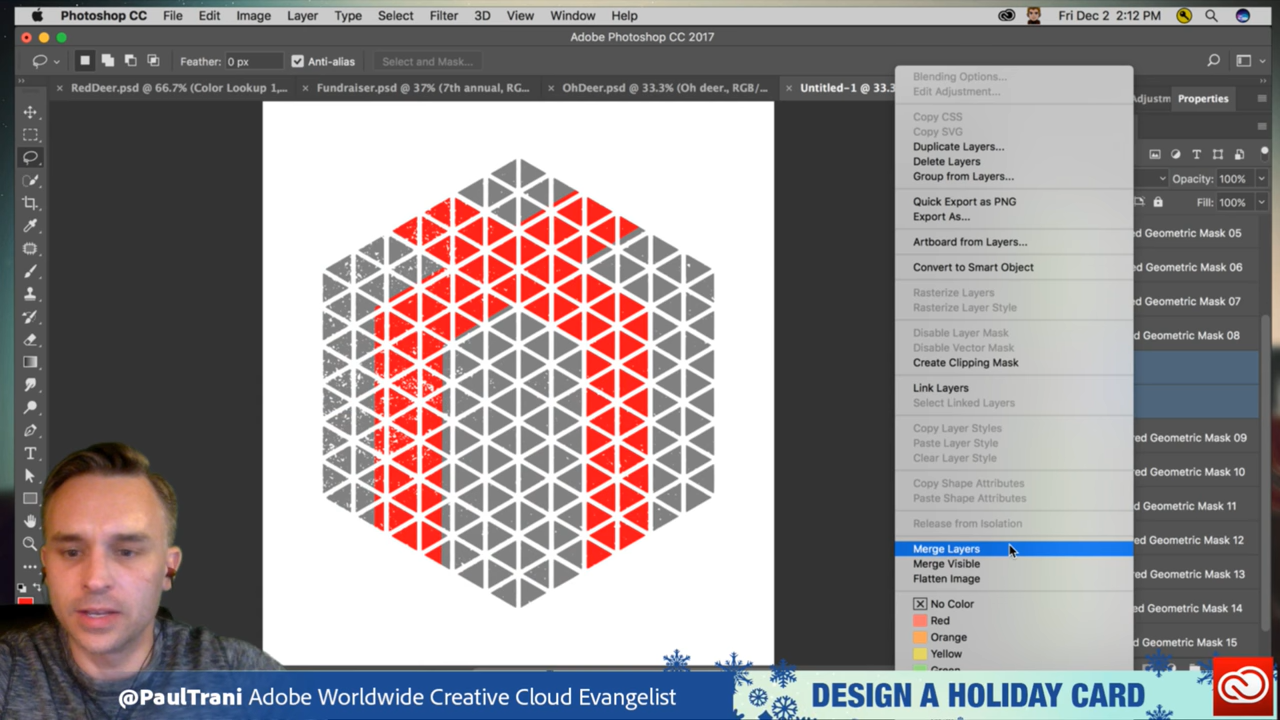 Photoshop CC File Edit Image Layer Type Select Filter 3D View Window Help Fri Dec 2 2:12 PM
Adobe Photoshop CC 2017
Feather: 0 px Anti-alias Select and Mask...
RedDeer.psd @ 66.7% (Color Lookup 1,... Fundraiser.psd @ 37% (7th annual, RG... OhDeer.psd @ 33.3% (Oh deer., RGB/... Untitled-1 @ 33.3
Adjustm Properties
Blending Options...
Edit Adjustment...
Copy CSS
Copy SVG
Duplicate Layers...
Delete Layers
Group from Layers...
Quick Export as PNG
Export As...
Artboard from Layers...
Convert to Smart Object
Rasterize Layers
Rasterize Layer Style
Disable Layer Mask
Disable Vector Mask
Create Clipping Mask
Link Layers
Select Linked Layers
Copy Layer Styles
Paste Layer Style
Clear Layer Style
Copy Shape Attributes
Paste Shape Attributes
Release from Isolation
Merge Layers
Merge Visible
Flatten Image
No Color
Red
Orange
Yellow
Green
Opacity: 100%
Fill: 100%
ed Geometric Mask 05
ed Geometric Mask 06
ed Geometric Mask 07
ed Geometric Mask 08
ed Geometric Mask 09
ed Geometric Mask 10
ed Geometric Mask 11
ed Geometric Mask 12
ed Geometric Mask 13
ed Geometric Mask 14
ed Geometric Mask 15
@PaulTrani Adobe Worldwide Creative Cloud Evangelist
DESIGN A HOLIDAY CARD